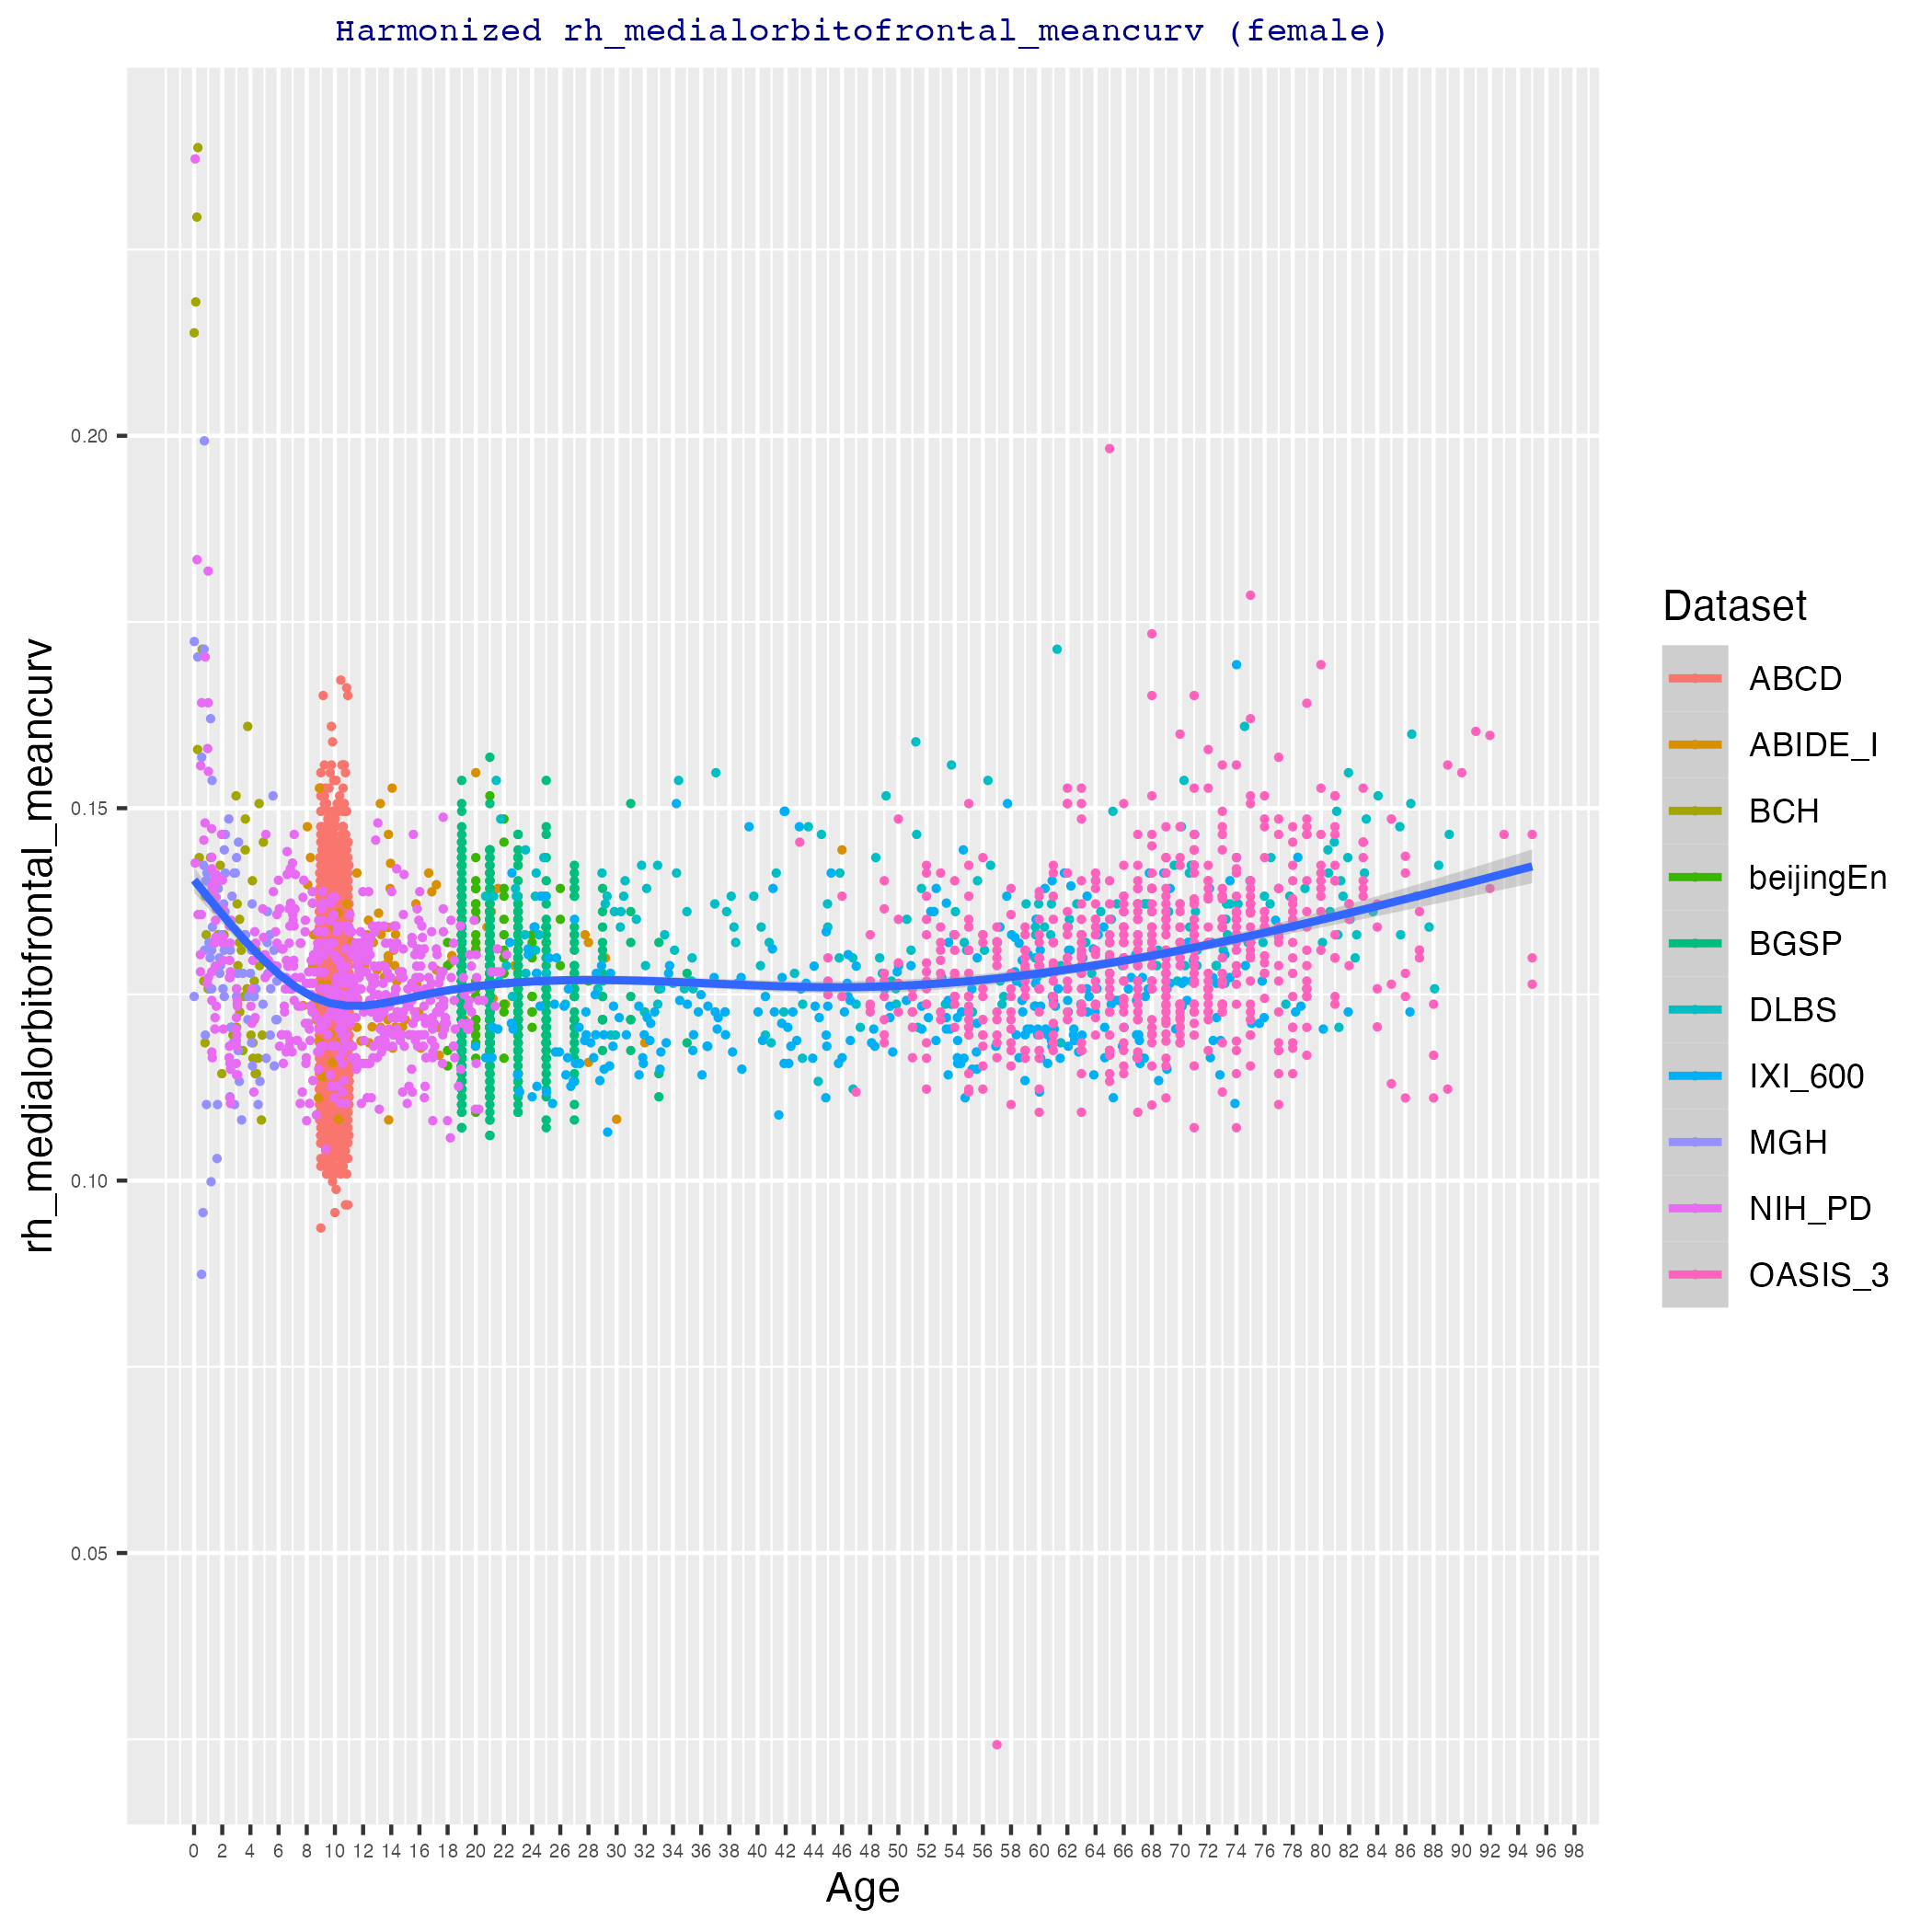 Harmonized rh_medialorbitofrontal_meancurv (female)
rh_medialorbitofrontal_meancurv
0.20
0.15
0.10
0.05
0 2 4 6 8 10 12 14 16 18 20 22 24 26 28 30 32 34 36 38 40 42 44 46 48 50 52 54 56 58 60 62 64 66 68 70 72 74 76 78 80 82 84 86 88 90 92 94 96 98
Age
Dataset
ABCD
ABIDE_I
BCH
beijingEn
BGSP
DLBS
IXI_600
MGH
NIH_PD
OASIS_3